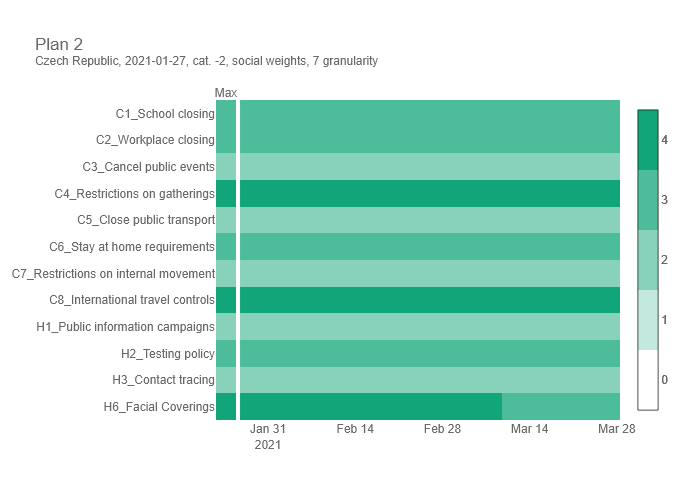 Plan 2
Czech Republic, 2021-01-27, cat. -2, social weights, 7 granularity
Max
C1_School closing
C2_Workplace closing
C3_Cancel public events
C4_Restrictions on gatherings
C5_Close public transport
C6_Stay at home requirements
C7_Restrictions on internal movement
C8_International travel controls
H1_Public information campaigns
H2_Testing policy
H3_Contact tracing
H6_Facial Coverings
Jan 31 Feb 14 Feb 28 Mar 14 Mar 28
2021
4
3
2
1
0